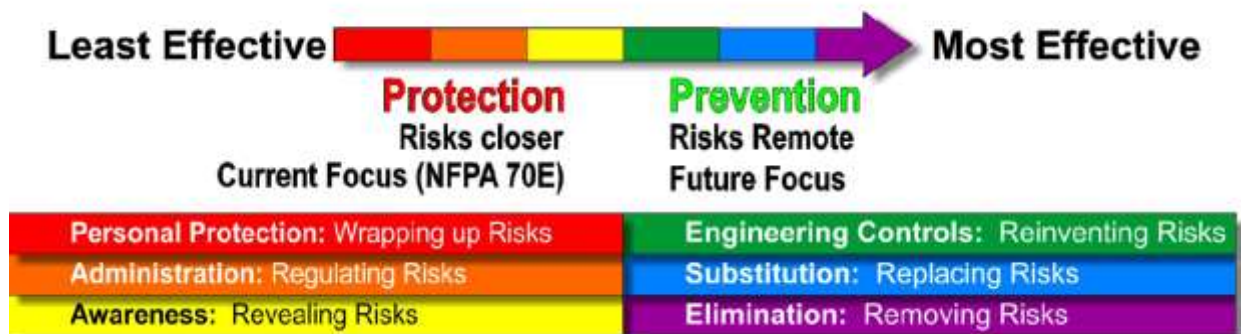 Least Effective Most Effective
Protection
Risks closer
Current Focus (NFPA 70E)
Prevention
Risks Remote
Future Focus
Personal Protection: Wrapping up Risks
Administration: Regulating Risks
Awareness: Revealing Risks
Engineering Controls: Reinventing Risks
Substitution: Replacing Risks
Elimination: Removing Risks